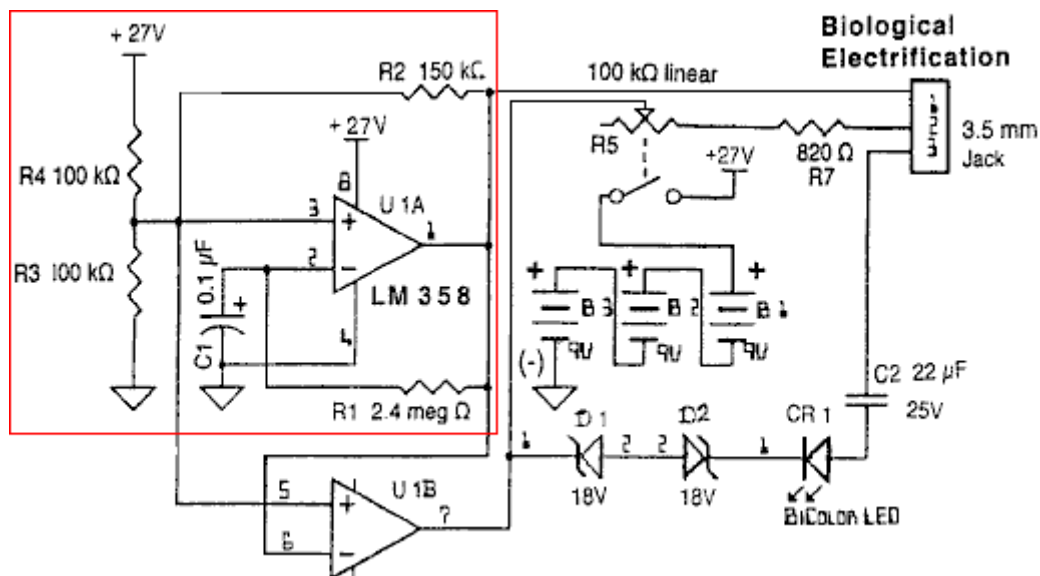 Biological
Electrification
+ 27V
R2 150 kΩ
100 kΩ linear
+27V
R5
820 Ω
R7
+27V
3.5 mm
Jack
R4 100 kΩ
8
3
+
U 1A
1
2
−
LM 358
R3 100 kΩ
0.1 µF
+
C1
4
R1 2.4 meg Ω
+
+
+
B 3
B 2
B 1
9V
9V
9V
(-)
C2 22 µF
25V
1
D 1
2
2
D2
1
CR 1
18V
18V
BiColor LED
5
+
U 1B
7
6
−